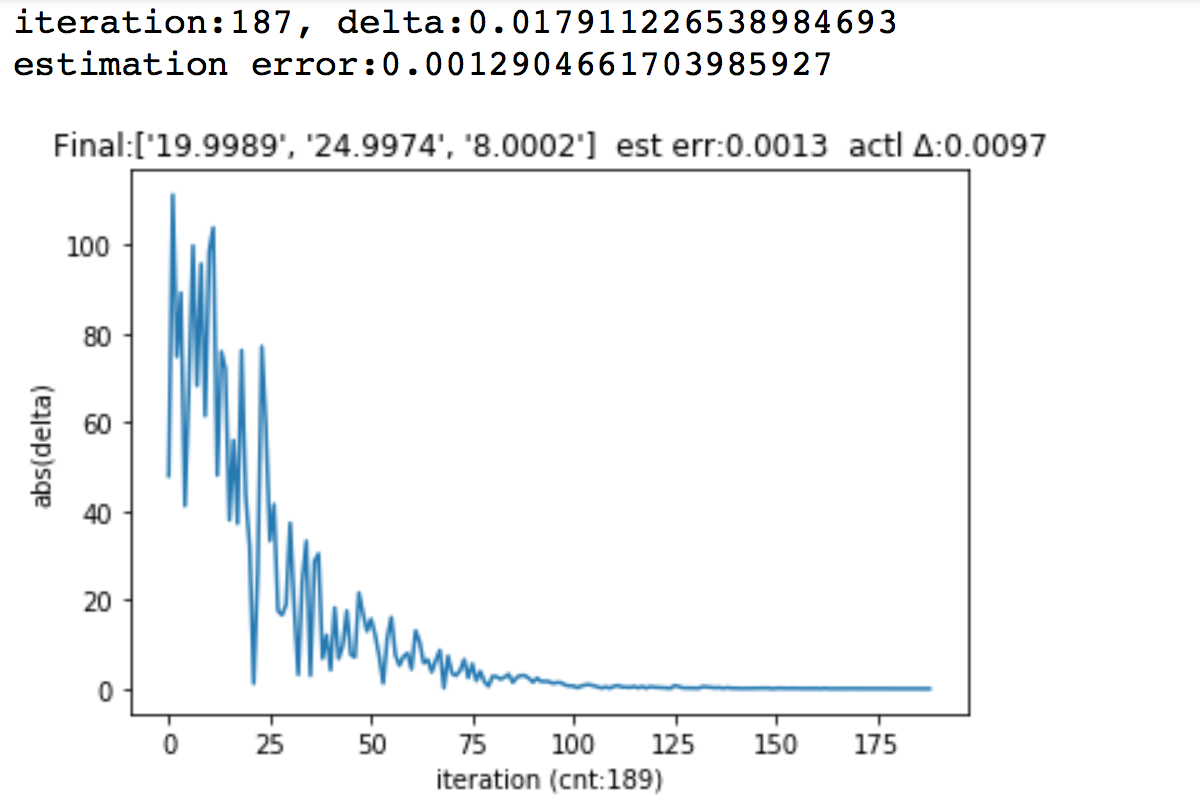 iteration:187, delta:0.017911226538984693
estimation error:0.0012904661703985927
Final:['19.9989', '24.9974', '8.0002']  est err:0.0013  actl Δ:0.0097
100
80
60
40
20
0
abs(delta)
0 25 50 75 100 125 150 175
iteration (cnt:189)